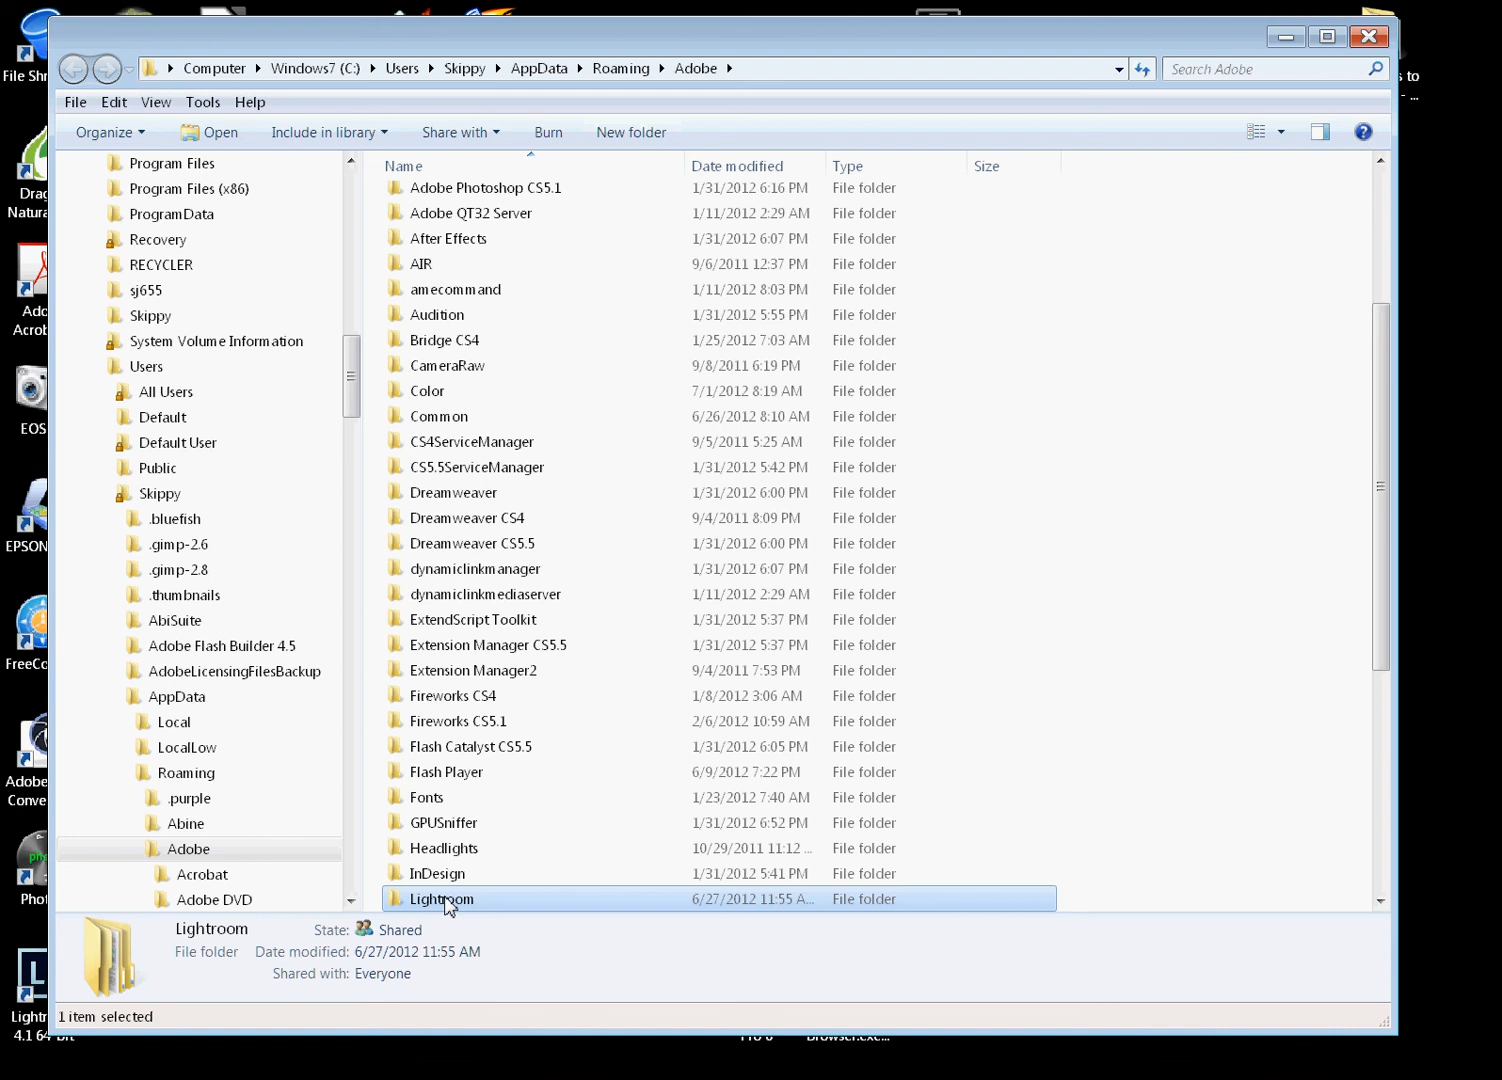 File Shr
Computer Windows7 (C:) Users Skippy AppData Roaming Adobe
Search Adobe
s to
- ...
File Edit View Tools Help
Organize Open Include in library Share with Burn New folder
Drag
Natura
Ado
Acrob
EOS
EPSON
FreeCo
Adobe
Conve
Phot
Lightr
4.1 64-bit
Program Files
Program Files (x86)
ProgramData
Recovery
RECYCLER
sj655
Skippy
System Volume Information
Users
All Users
Default
Default User
Public
Skippy
.bluefish
.gimp-2.6
.gimp-2.8
.thumbnails
AbiSuite
Adobe Flash Builder 4.5
AdobeLicensingFilesBackup
AppData
Local
LocalLow
Roaming
.purple
Abine
Adobe
Acrobat
Adobe DVD
Name Date modified Type Size
Adobe Photoshop CS5.1 1/31/2012 6:16 PM File folder
Adobe QT32 Server 1/11/2012 2:29 AM File folder
After Effects 1/31/2012 6:07 PM File folder
AIR 9/6/2011 12:37 PM File folder
amecommand 1/11/2012 8:03 PM File folder
Audition 1/31/2012 5:55 PM File folder
Bridge CS4 1/25/2012 7:03 AM File folder
CameraRaw 9/8/2011 6:19 PM File folder
Color 7/1/2012 8:19 AM File folder
Common 6/26/2012 8:10 AM File folder
CS4ServiceManager 9/5/2011 5:25 AM File folder
CS5.5ServiceManager 1/31/2012 5:42 PM File folder
Dreamweaver 1/31/2012 6:00 PM File folder
Dreamweaver CS4 9/4/2011 8:09 PM File folder
Dreamweaver CS5.5 1/31/2012 6:00 PM File folder
dynamiclinkmanager 1/31/2012 6:07 PM File folder
dynamiclinkmediaserver 1/11/2012 2:29 AM File folder
ExtendScript Toolkit 1/31/2012 5:37 PM File folder
Extension Manager CS5.5 1/31/2012 5:37 PM File folder
Extension Manager2 9/4/2011 7:53 PM File folder
Fireworks CS4 1/8/2012 3:06 AM File folder
Fireworks CS5.1 2/6/2012 10:59 AM File folder
Flash Catalyst CS5.5 1/31/2012 6:05 PM File folder
Flash Player 6/9/2012 7:22 PM File folder
Fonts 1/23/2012 7:40 AM File folder
GPUSniffer 1/31/2012 6:52 PM File folder
Headlights 10/29/2011 11:12 ... File folder
InDesign 1/31/2012 5:41 PM File folder
Lightroom 6/27/2012 11:55 A... File folder
Lightroom State: Shared
File folder Date modified: 6/27/2012 11:55 AM
Shared with: Everyone
1 item selected
Pro 6 Browser.exe...